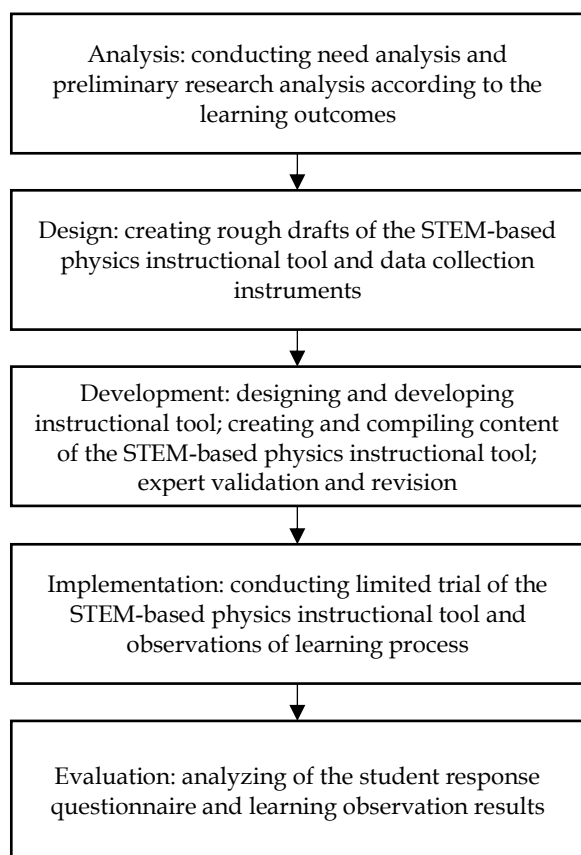 Analysis: conducting need analysis and
preliminary research analysis according to the
learning outcomes
Design: creating rough drafts of the STEM-based
physics instructional tool and data collection
instruments
Development: designing and developing
instructional tool; creating and compiling content
of the STEM-based physics instructional tool;
expert validation and revision
Implementation: conducting limited trial of the
STEM-based physics instructional tool and
observations of learning process
Evaluation: analyzing of the student response
questionnaire and learning observation results